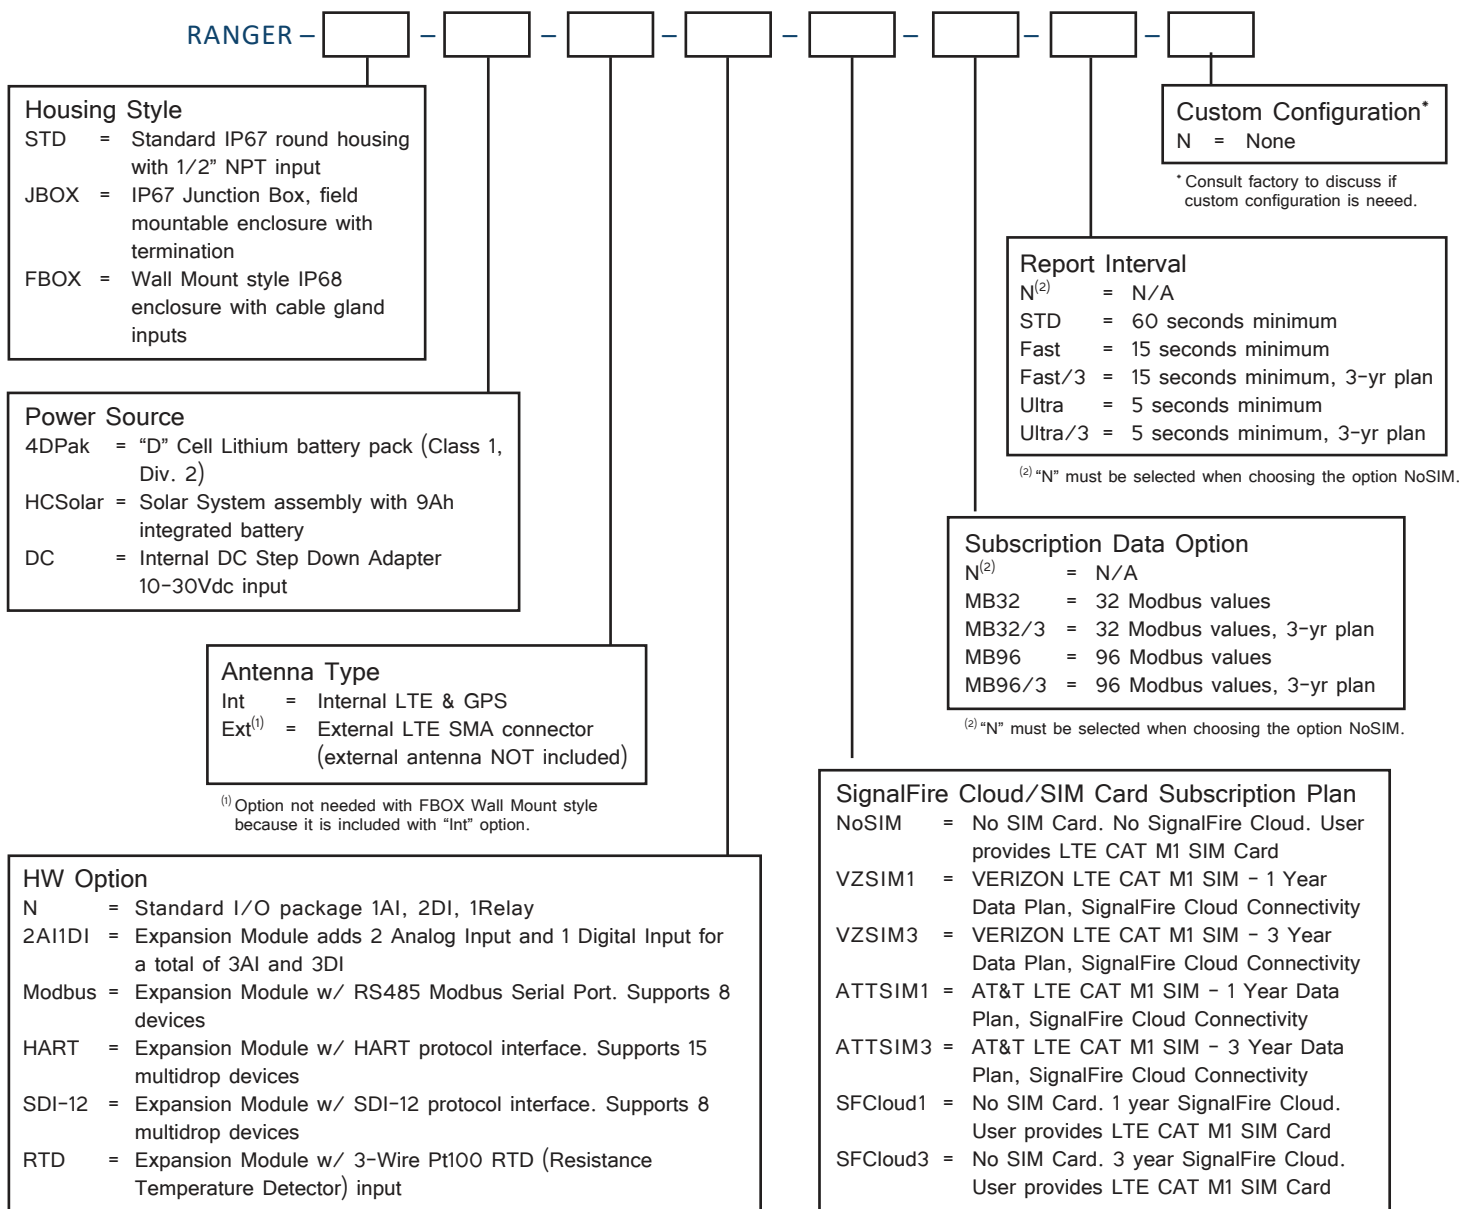 RANGER – – – – – – – –
Housing Style
STD = Standard IP67 round housing
with 1/2” NPT input
JBOX = IP67 Junction Box, field
mountable enclosure with
termination
FBOX = Wall Mount style IP68
enclosure with cable gland
inputs
Power Source
4DPak = “D” Cell Lithium battery pack (Class 1,
Div. 2)
HCSolar = Solar System assembly with 9Ah
integrated battery
DC = Internal DC Step Down Adapter
10-30Vdc input
Antenna Type
Int = Internal LTE & GPS
Ext(1) = External LTE SMA connector
(external antenna NOT included)
(1) Option not needed with FBOX Wall Mount style
because it is included with “Int” option.
HW Option
N = Standard I/O package 1AI, 2DI, 1Relay
2AI1DI = Expansion Module adds 2 Analog Input and 1 Digital Input for
a total of 3AI and 3DI
Modbus = Expansion Module w/ RS485 Modbus Serial Port. Supports 8
devices
HART = Expansion Module w/ HART protocol interface. Supports 15
multidrop devices
SDI-12 = Expansion Module w/ SDI-12 protocol interface. Supports 8
multidrop devices
RTD = Expansion Module w/ 3-Wire Pt100 RTD (Resistance
Temperature Detector) input
Custom Configuration*
N = None
* Consult factory to discuss if
custom configuration is neeed.
Report Interval
N(2) = N/A
STD = 60 seconds minimum
Fast = 15 seconds minimum
Fast/3 = 15 seconds minimum, 3-yr plan
Ultra = 5 seconds minimum
Ultra/3 = 5 seconds minimum, 3-yr plan
(2) “N” must be selected when choosing the option NoSIM.
Subscription Data Option
N(2) = N/A
MB32 = 32 Modbus values
MB32/3 = 32 Modbus values, 3-yr plan
MB96 = 96 Modbus values
MB96/3 = 96 Modbus values, 3-yr plan
(2) “N” must be selected when choosing the option NoSIM.
SignalFire Cloud/SIM Card Subscription Plan
NoSIM = No SIM Card. No SignalFire Cloud. User
provides LTE CAT M1 SIM Card
VZSIM1 = VERIZON LTE CAT M1 SIM - 1 Year
Data Plan, SignalFire Cloud Connectivity
VZSIM3 = VERIZON LTE CAT M1 SIM - 3 Year
Data Plan, SignalFire Cloud Connectivity
ATTSIM1 = AT&T LTE CAT M1 SIM - 1 Year Data
Plan, SignalFire Cloud Connectivity
ATTSIM3 = AT&T LTE CAT M1 SIM - 3 Year Data
Plan, SignalFire Cloud Connectivity
SFCloud1 = No SIM Card. 1 year SignalFire Cloud.
User provides LTE CAT M1 SIM Card
SFCloud3 = No SIM Card. 3 year SignalFire Cloud.
User provides LTE CAT M1 SIM Card